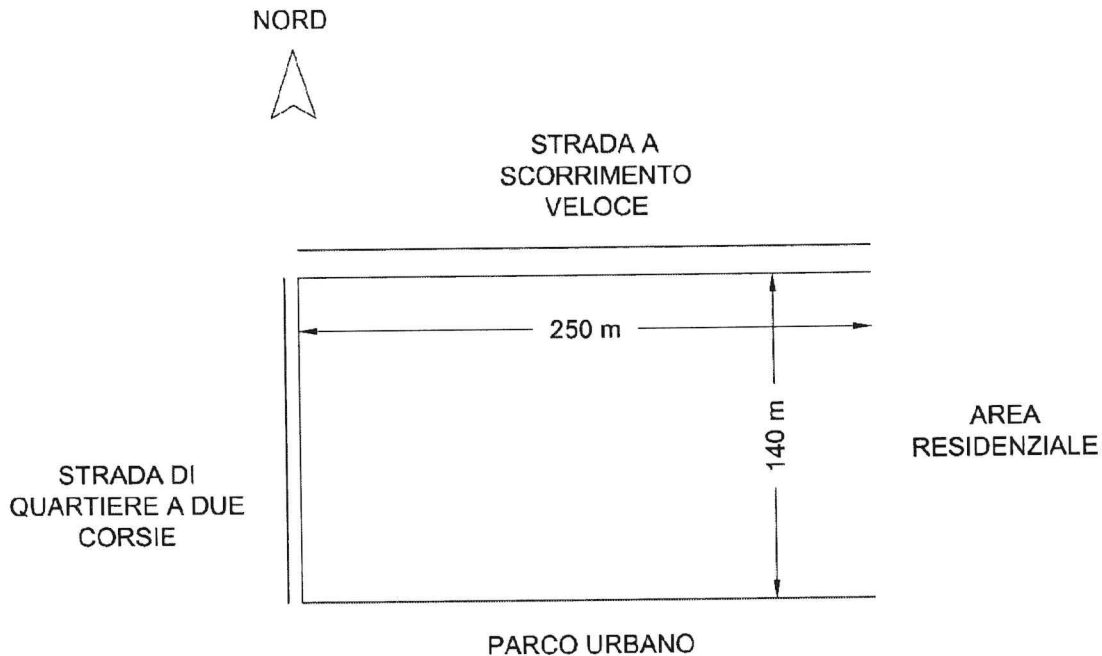 NORD
STRADA A
SCORRIMENTO
VELOCE
250 m
140 m
AREA
RESIDENZIALE
STRADA DI
QUARTIERE A DUE
CORSIE
PARCO URBANO